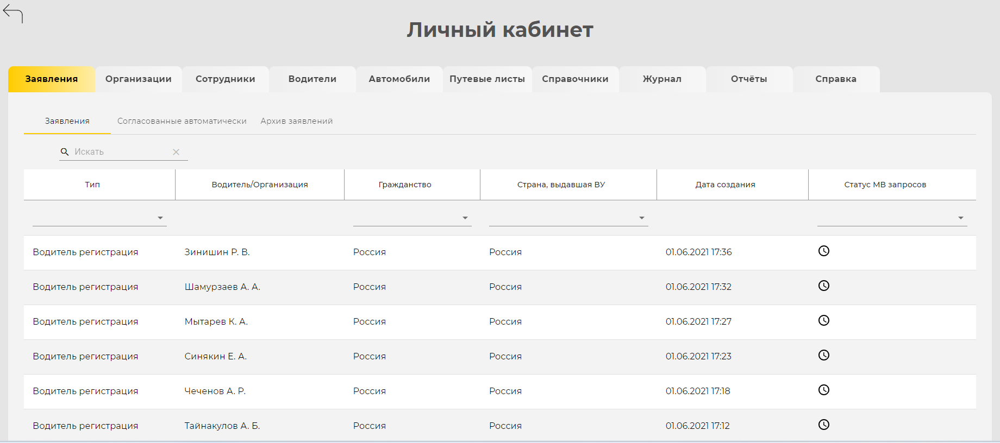 Личный кабинет
Заявления Организации Сотрудники Водители Автомобили Путевые листы Справочники Журнал Отчёты Справка
Заявления Согласованные автоматически Архив заявлений
Искать
Тип Водитель/Организация Гражданство Страна, выдавшая ВУ Дата создания Статус МВ запросов
Водитель регистрация Зинишин Р. В. Россия Россия 01.06.2021 17:36
Водитель регистрация Шамурзаев А. А. Россия Россия 01.06.2021 17:32
Водитель регистрация Мытарев К. А. Россия Россия 01.06.2021 17:27
Водитель регистрация Синякин Е. А. Россия Россия 01.06.2021 17:23
Водитель регистрация Чеченов А. Р. Россия Россия 01.06.2021 17:18
Водитель регистрация Тайнакулов А. Б. Россия Россия 01.06.2021 17:12